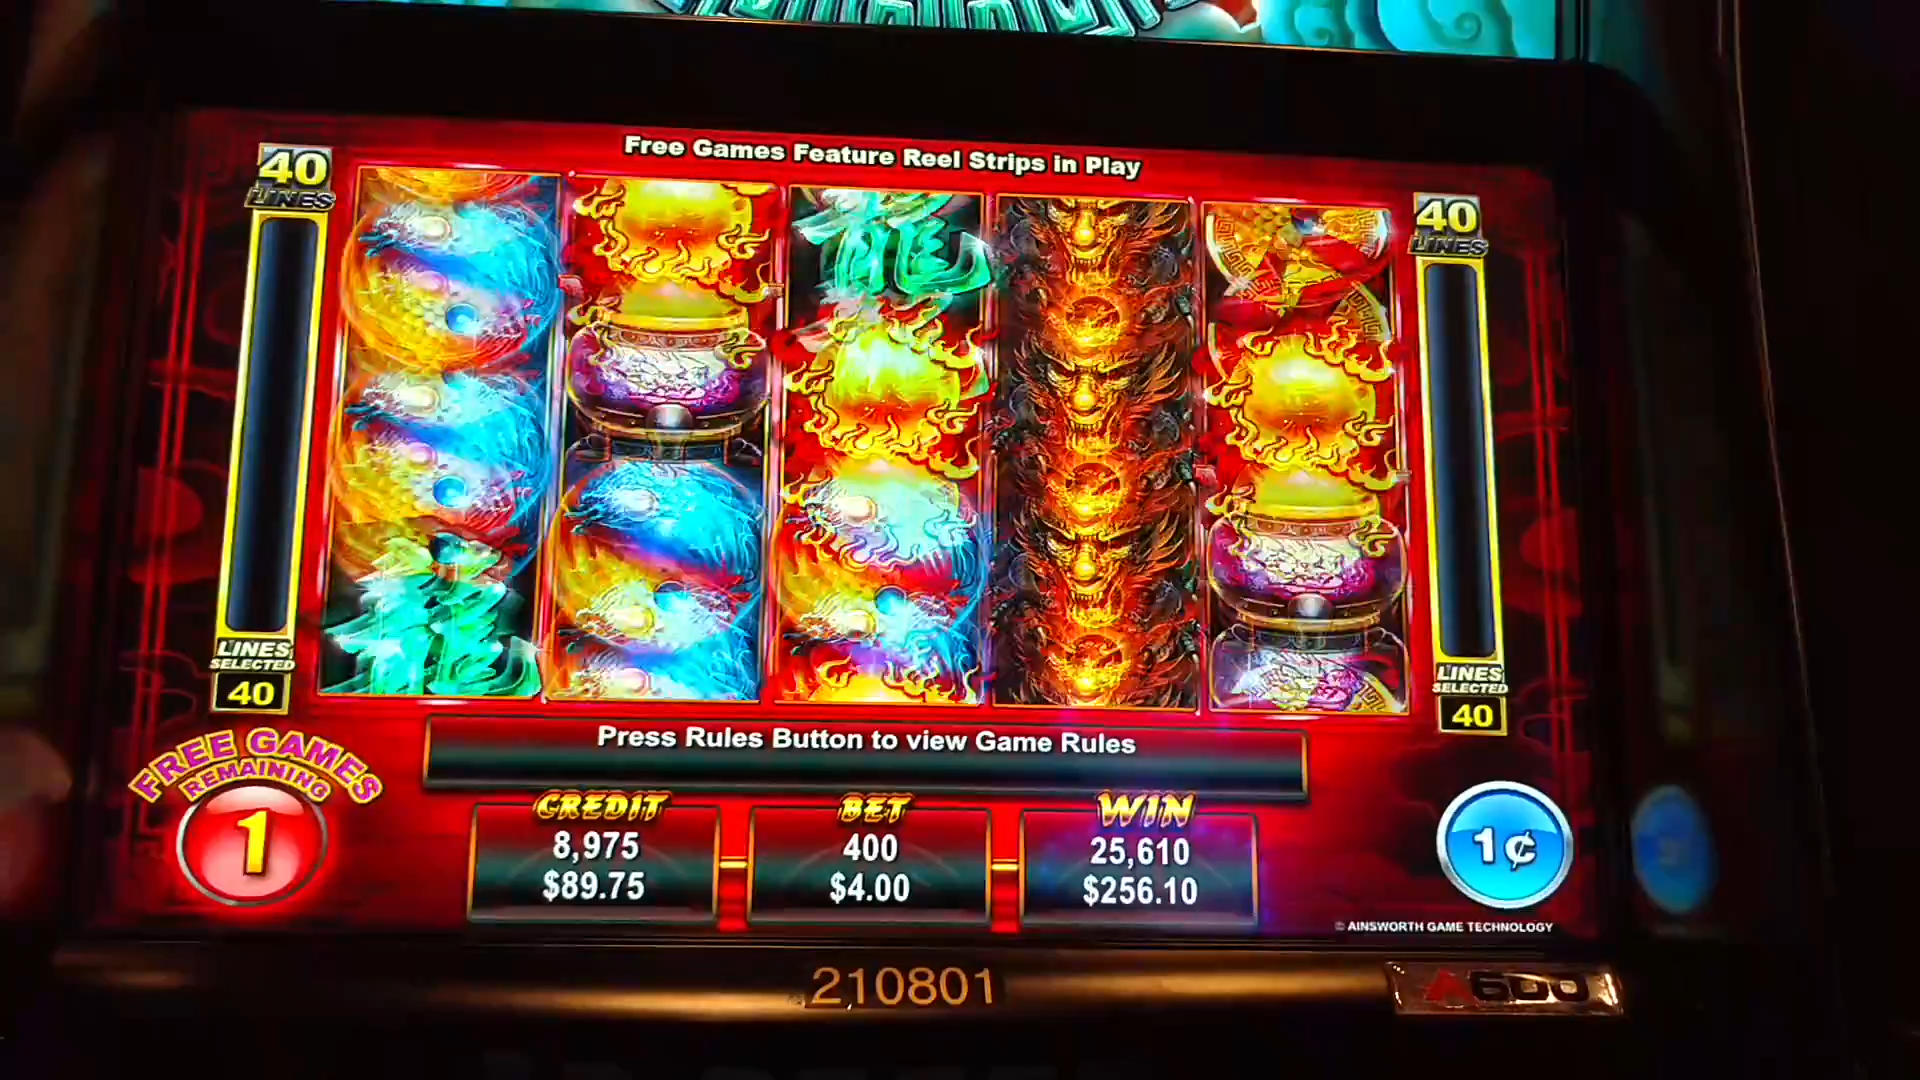 Free Games Feature Reel Strips in Play
40
LINES
40
LINES
龍
LINES
SELECTED
40
LINES
SELECTED
40
Press Rules Button to view Game Rules
FREE GAMES
REMAINING
1
CREDIT
8,975
$89.75
BET
400
$4.00
WIN
25,610
$256.10
1¢
© AINSWORTH GAME TECHNOLOGY
210801
A600